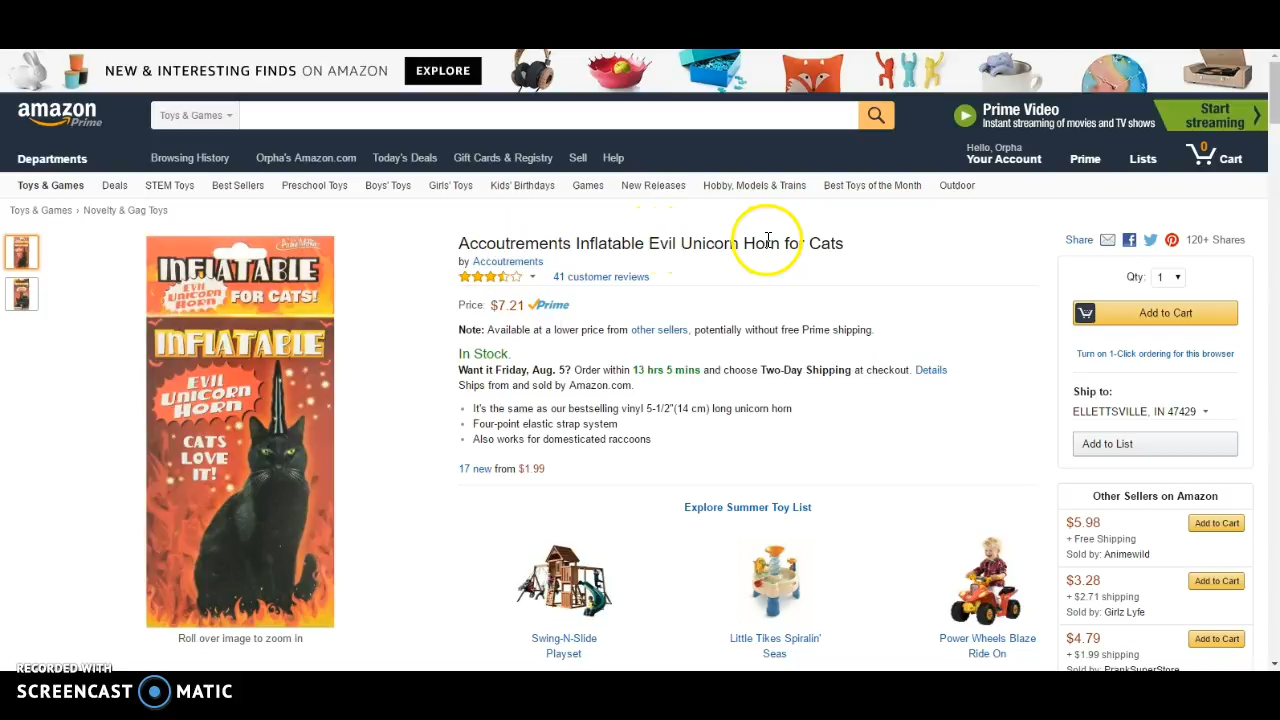 NEW & INTERESTING FINDS ON AMAZON
EXPLORE
amazon
Prime
Toys & Games
Prime Video
Instant streaming of movies and TV shows
Start
streaming
Departments
Browsing History
Orpha's Amazon.com
Today's Deals
Gift Cards & Registry
Sell
Help
Hello, Orpha
Your Account
Prime
Lists
0
Cart
Toys & Games
Deals
STEM Toys
Best Sellers
Preschool Toys
Boys' Toys
Girls' Toys
Kids' Birthdays
Games
New Releases
Hobby, Models & Trains
Best Toys of the Month
Outdoor
Toys & Games › Novelty & Gag Toys
INFLATABLE
EVIL
UNICORN
HORN
FOR CATS!
INFLATABLE
EVIL
UNICORN
HORN
CATS
LOVE
IT!
Roll over image to zoom in
Accoutrements Inflatable Evil Unicorn Horn for Cats
by Accoutrements
41 customer reviews
Price: $7.21 Prime
Note: Available at a lower price from other sellers, potentially without free Prime shipping.
In Stock.
Want it Friday, Aug. 5? Order within 13 hrs 5 mins and choose Two-Day Shipping at checkout. Details
Ships from and sold by Amazon.com.
• It's the same as our bestselling vinyl 5-1/2"(14 cm) long unicorn horn
• Four-point elastic strap system
• Also works for domesticated raccoons
17 new from $1.99
Explore Summer Toy List
Swing-N-Slide
Playset
Little Tikes Spiralin'
Seas
Power Wheels Blaze
Ride On
Share
120+ Shares
Qty: 1
Add to Cart
Turn on 1-Click ordering for this browser
Ship to:
ELLETTSVILLE, IN 47429
Add to List
Other Sellers on Amazon
$5.98
Add to Cart
+ Free Shipping
Sold by: Animewild
$3.28
Add to Cart
+ $2.71 shipping
Sold by: Girlz Lyfe
$4.79
Add to Cart
+ $1.99 shipping
Sold by: PrankSuperStore
RECORDED WITH
SCREENCAST MATIC